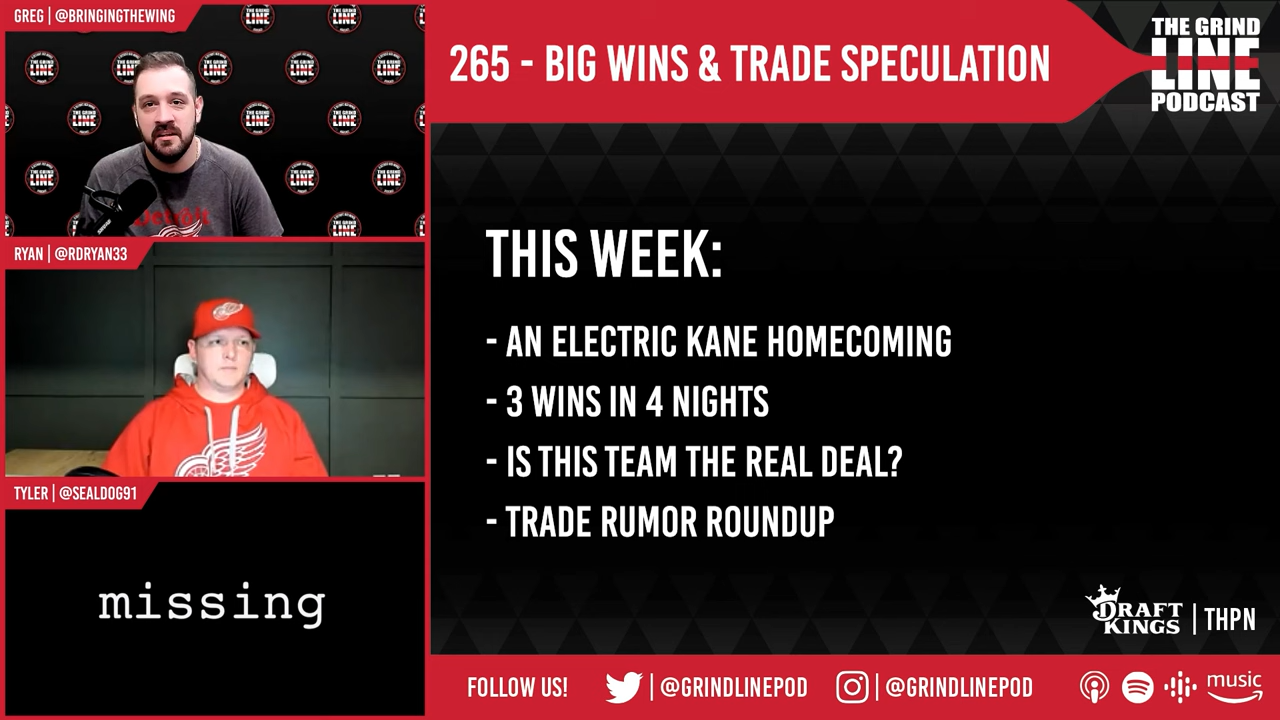 GREG | @BRINGINGTHEWING
265 - BIG WINS & TRADE SPECULATION
THE GRIND
LINE
PODCAST
Detroit
RYAN | @RDRYAN33
TYLER | @SEALDOG91
missing
THIS WEEK:
- AN ELECTRIC KANE HOMECOMING
- 3 WINS IN 4 NIGHTS
- IS THIS TEAM THE REAL DEAL?
- TRADE RUMOR ROUNDUP
DRAFT
KINGS | THPN
FOLLOW US! | @GRINDLINEPOD | @GRINDLINEPOD music